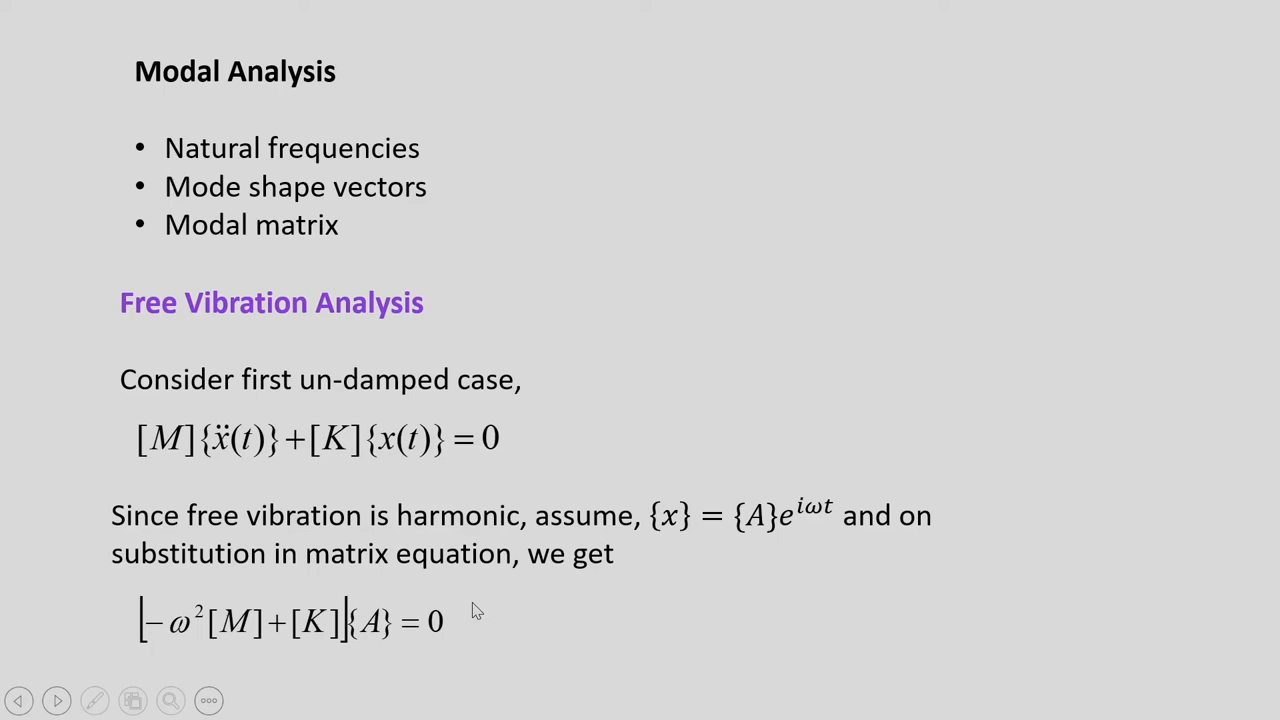 Modal Analysis
• Natural frequencies
• Mode shape vectors
• Modal matrix
Free Vibration Analysis
Consider first un-damped case,
[M]{ẍ(t)}+[K]{x(t)}=0
Since free vibration is harmonic, assume, {x} = {A}e^{iωt} and on
substitution in matrix equation, we get
⌊−ω²[M]+[K]⌋{A}=0